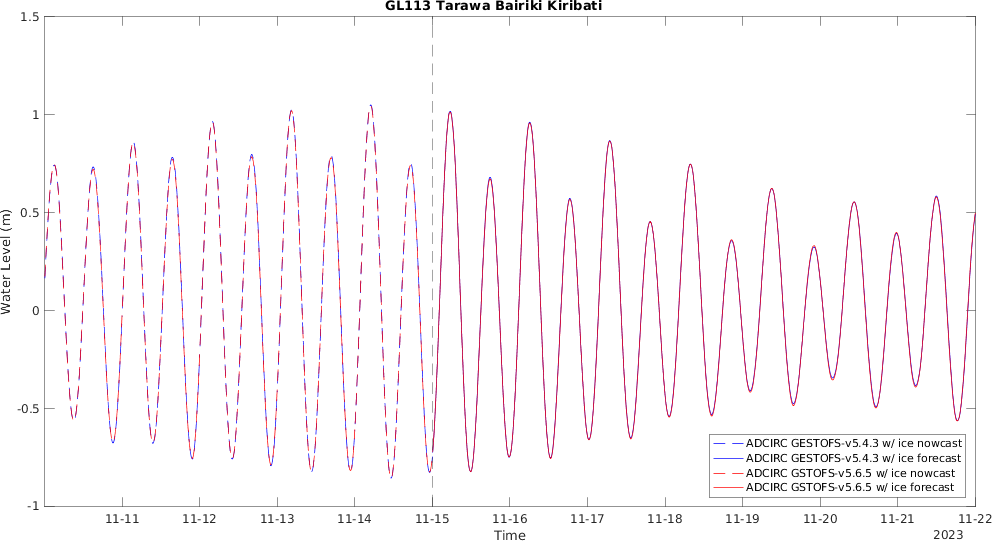 GL113 Tarawa Bairiki Kiribati
1.5
1
0.5
0
-0.5
-1
Water Level (m)
ADCIRC GESTOFS-v5.4.3 w/ ice nowcast
ADCIRC GESTOFS-v5.4.3 w/ ice forecast
ADCIRC GSTOFS-v5.6.5 w/ ice nowcast
ADCIRC GSTOFS-v5.6.5 w/ ice forecast
11-11 11-12 11-13 11-14 11-15 11-16 11-17 11-18 11-19 11-20 11-21 11-22
Time
2023